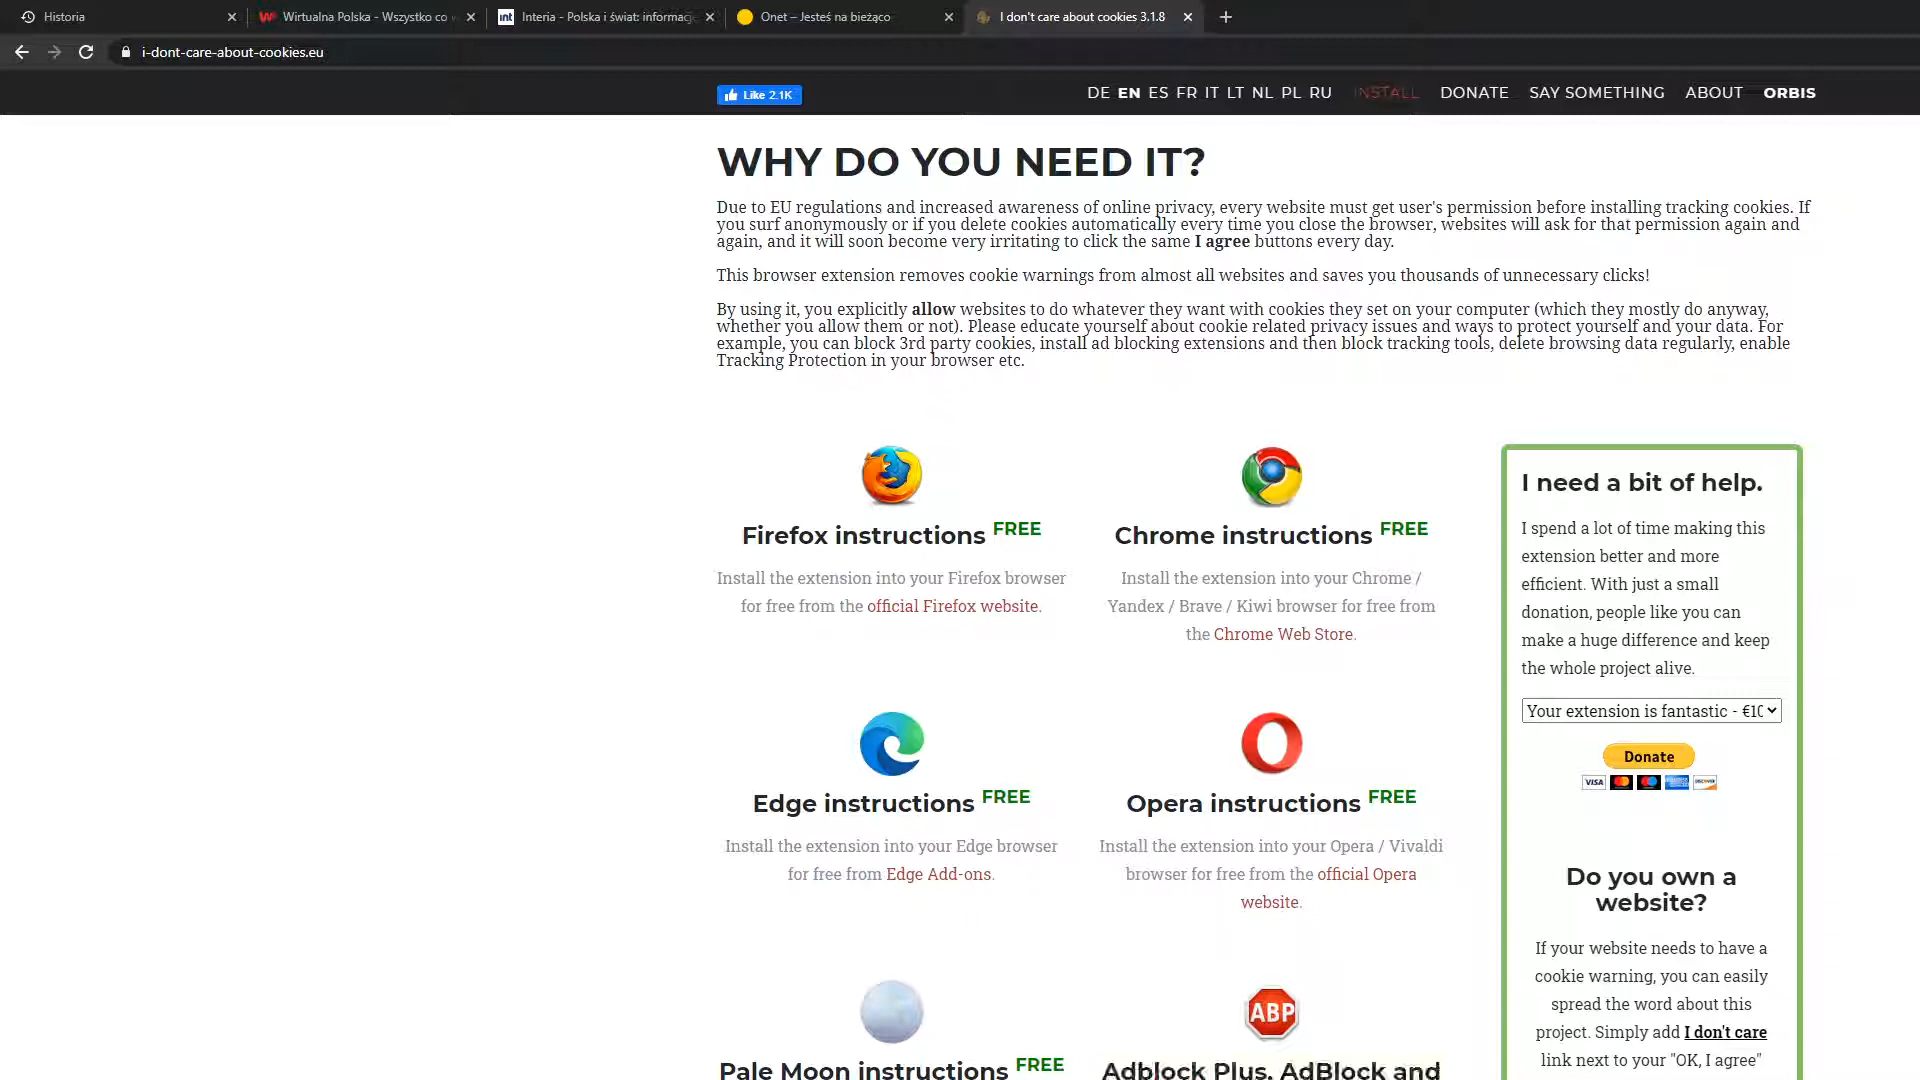 Historia
Wirtualna Polska - Wszystko co w
Interia - Polska i świat: informacje
Onet – Jesteś na bieżąco
I don't care about cookies 3.1.8
i-dont-care-about-cookies.eu
Like 2.1K
DE EN ES FR IT LT NL PL RU INSTALL DONATE SAY SOMETHING ABOUT ORBIS
WHY DO YOU NEED IT?
Due to EU regulations and increased awareness of online privacy, every website must get user's permission before installing tracking cookies. If
you surf anonymously or if you delete cookies automatically every time you close the browser, websites will ask for that permission again and
again, and it will soon become very irritating to click the same I agree buttons every day.
This browser extension removes cookie warnings from almost all websites and saves you thousands of unnecessary clicks!
By using it, you explicitly allow websites to do whatever they want with cookies they set on your computer (which they mostly do anyway,
whether you allow them or not). Please educate yourself about cookie related privacy issues and ways to protect yourself and your data. For
example, you can block 3rd party cookies, install ad blocking extensions and then block tracking tools, delete browsing data regularly, enable
Tracking Protection in your browser etc.
Firefox instructions FREE
Install the extension into your Firefox browser
for free from the official Firefox website.
Chrome instructions FREE
Install the extension into your Chrome /
Yandex / Brave / Kiwi browser for free from
the Chrome Web Store.
Edge instructions FREE
Install the extension into your Edge browser
for free from Edge Add-ons.
Opera instructions FREE
Install the extension into your Opera / Vivaldi
browser for free from the official Opera
website.
Pale Moon instructions FREE
ABP
Adblock Plus, AdBlock and
I need a bit of help.
I spend a lot of time making this
extension better and more
efficient. With just a small
donation, people like you can
make a huge difference and keep
the whole project alive.
Your extension is fantastic - €10
Donate
VISA
DISCOVER
Do you own a
website?
If your website needs to have a
cookie warning, you can easily
spread the word about this
project. Simply add I don't care
link next to your "OK, I agree"